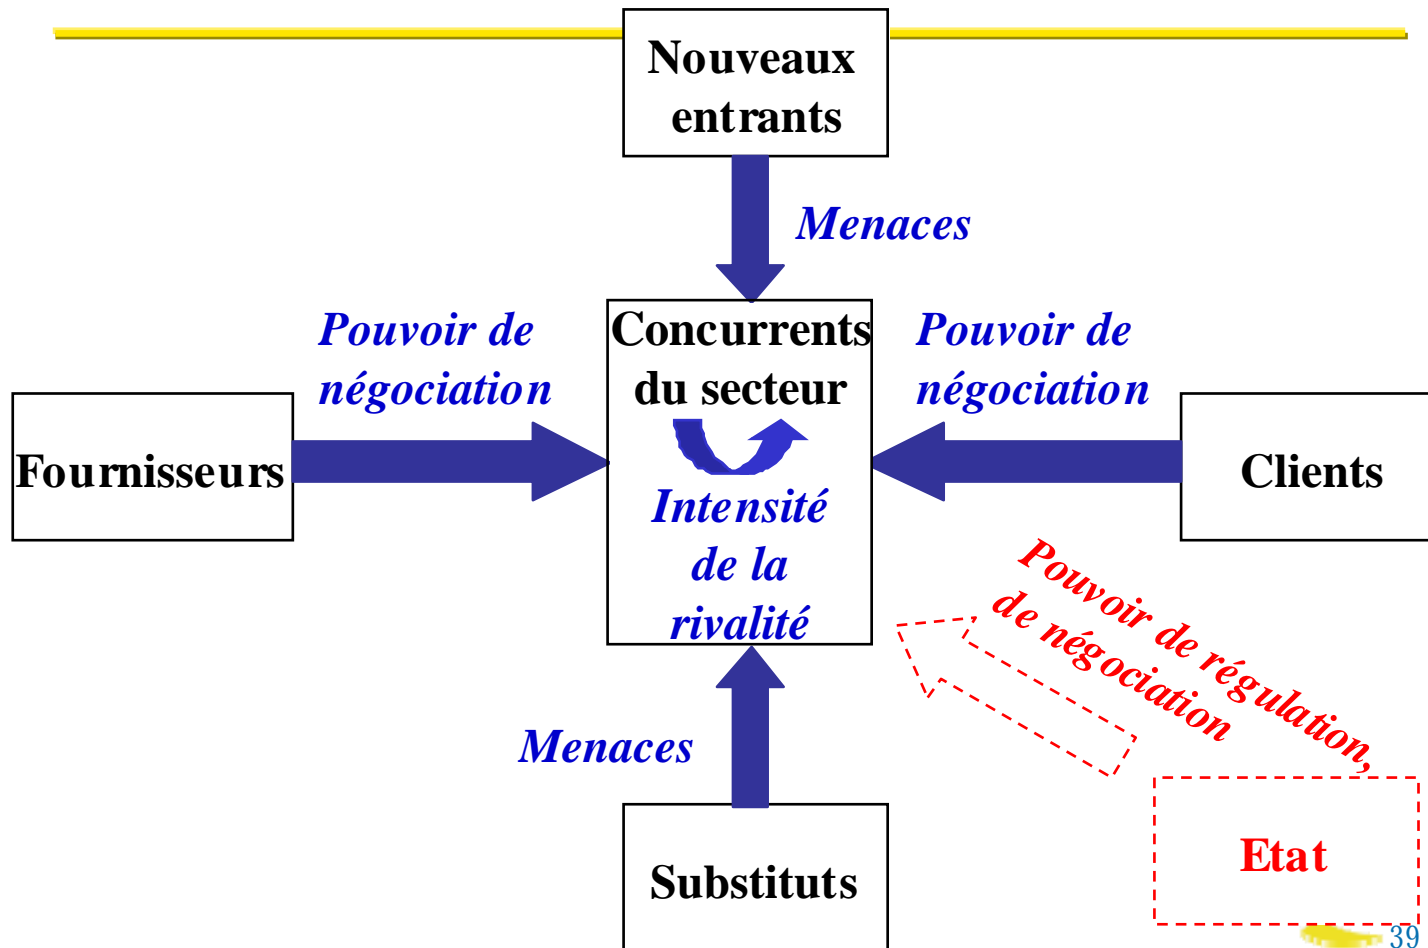 Nouveaux
entrants
Menaces
Pouvoir de
négociation
Concurrents
du secteur
Pouvoir de
négociation
Fournisseurs
Clients
Intensité
de la
rivalité
Pouvoir de régulation,
de négociation
Menaces
Etat
Substituts
39